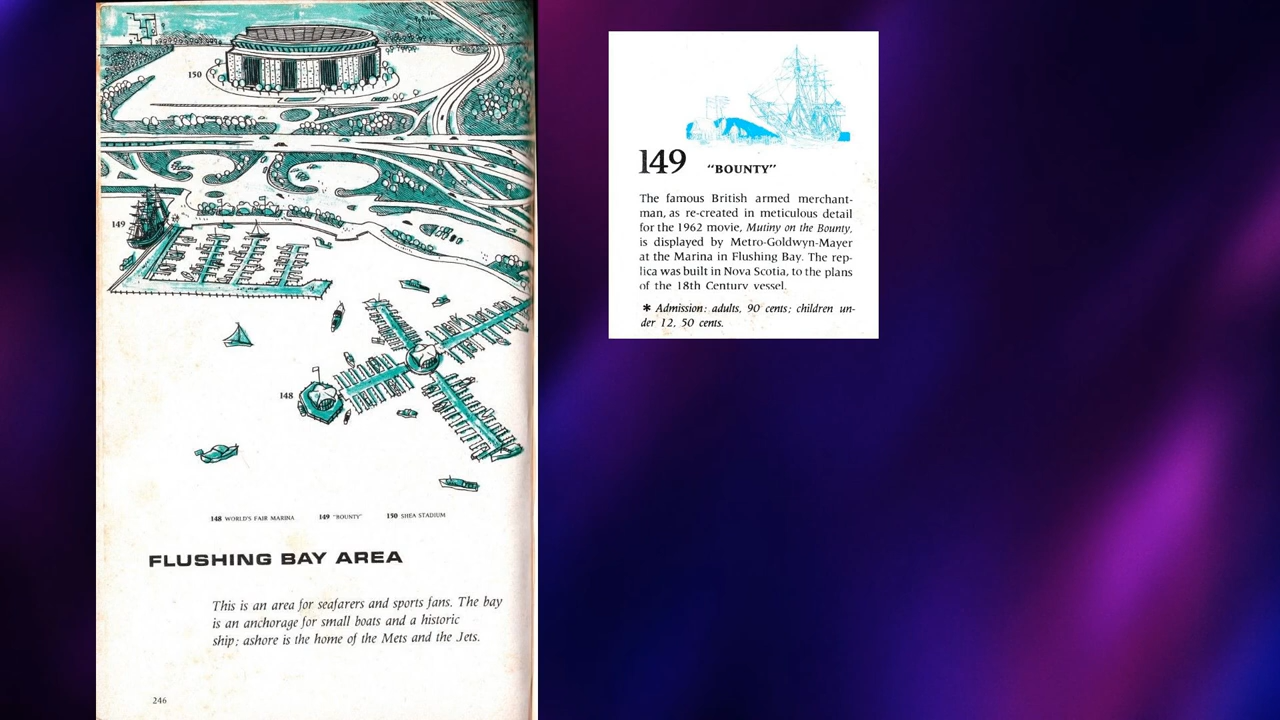 150
149
148
148 WORLD'S FAIR MARINA 149 "BOUNTY" 150 SHEA STADIUM
FLUSHING BAY AREA
This is an area for seafarers and sports fans. The bay
is an anchorage for small boats and a historic
ship; ashore is the home of the Mets and the Jets.
246
149 "BOUNTY"
The famous British armed merchant-
man, as re-created in meticulous detail
for the 1962 movie, Mutiny on the Bounty,
is displayed by Metro-Goldwyn-Mayer
at the Marina in Flushing Bay. The rep-
lica was built in Nova Scotia, to the plans
of the 18th Century vessel.
* Admission: adults, 90 cents; children un-
der 12, 50 cents.